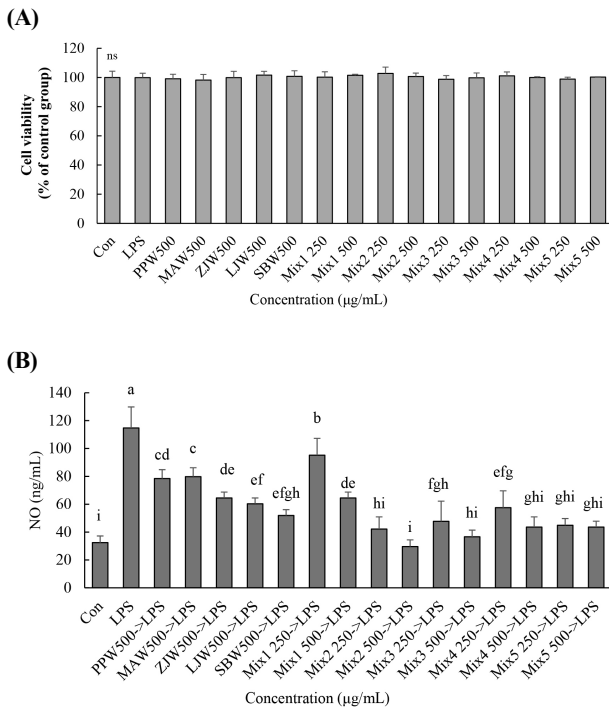 (A)
120
100
80
60
40
20
0
Cell viability
(% of control group)
ns
Con
LPS
PPW500
MAW500
ZJW500
LJW500
SBW500
Mix1 250
Mix1 500
Mix2 250
Mix2 500
Mix3 250
Mix3 500
Mix4 250
Mix4 500
Mix5 250
Mix5 500
Concentration (μg/mL)
(B)
140
120
100
80
60
40
20
0
NO (ng/mL)
i
a
cd
c
de
ef
efgh
b
de
hi
i
fgh
hi
efg
ghi
ghi
ghi
Con
LPS
PPW500->LPS
MAW500->LPS
ZJW500->LPS
LJW500->LPS
SBW500->LPS
Mix1 250->LPS
Mix1 500->LPS
Mix2 250->LPS
Mix2 500->LPS
Mix3 250->LPS
Mix3 500->LPS
Mix4 250->LPS
Mix4 500->LPS
Mix5 250->LPS
Mix5 500->LPS
Concentration (μg/mL)